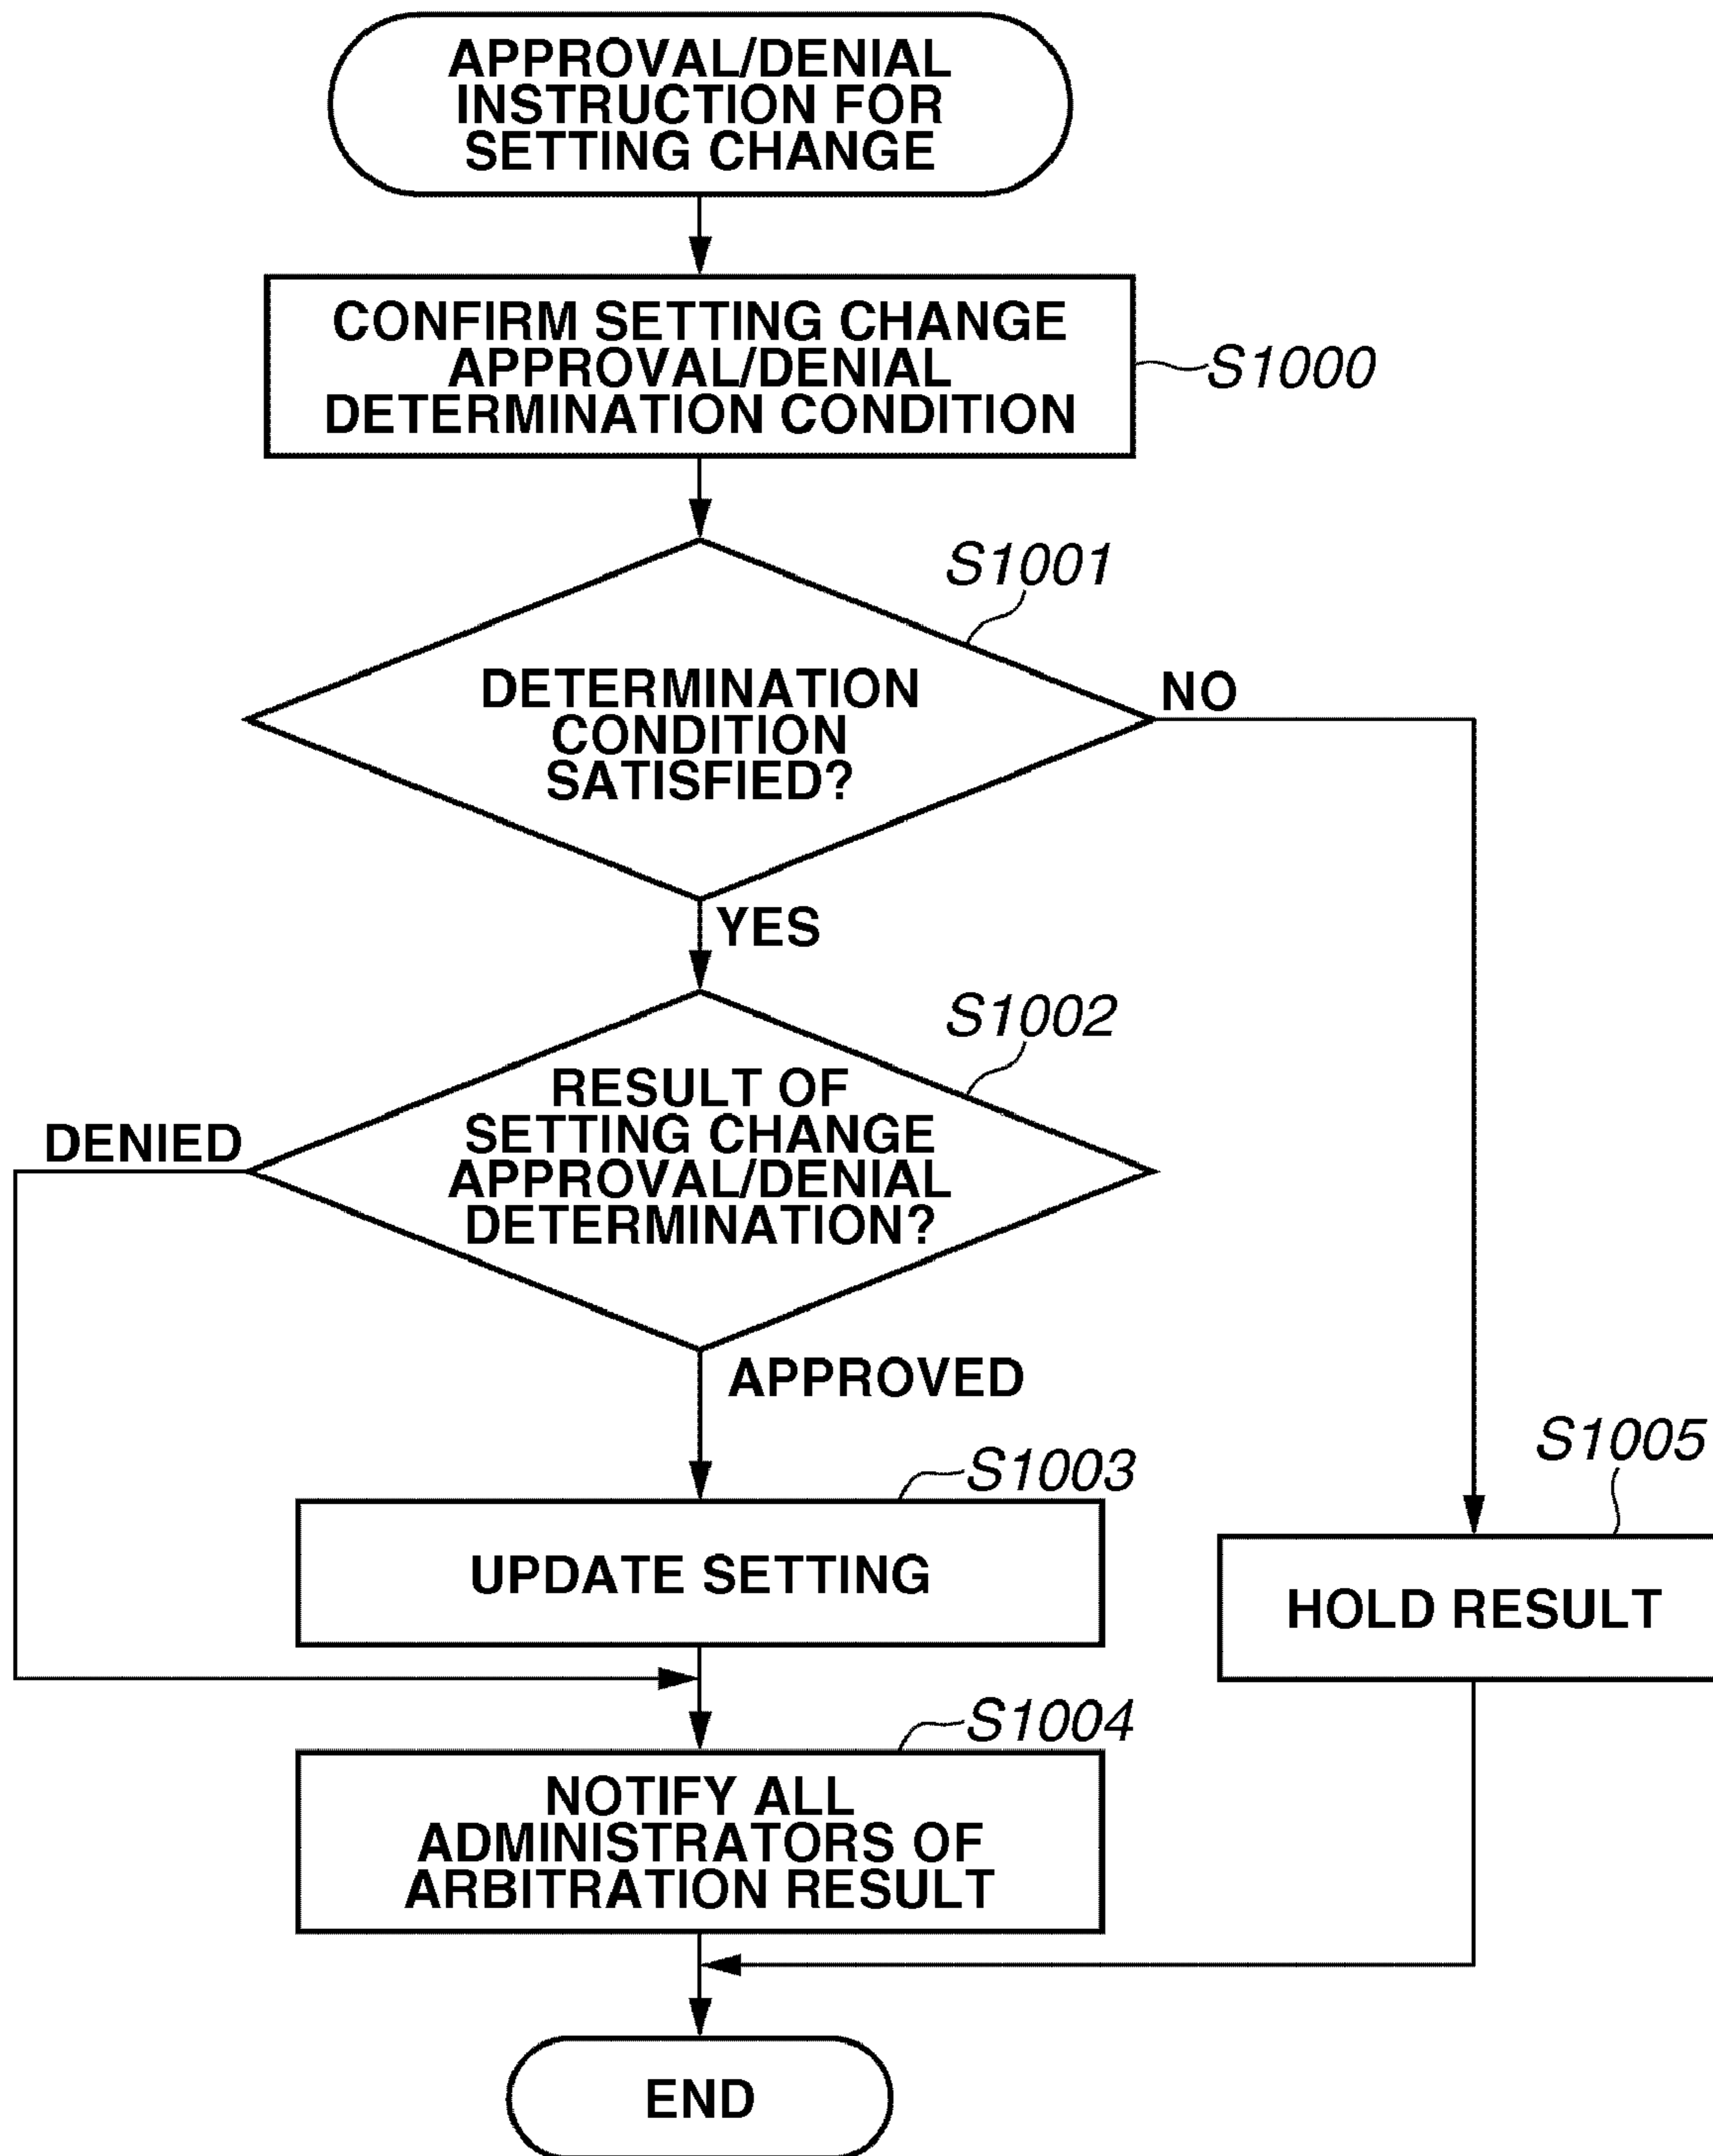 APPROVAL/DENIAL
INSTRUCTION FOR
SETTING CHANGE
CONFIRM SETTING CHANGE
APPROVAL/DENIAL
DETERMINATION CONDITION
S1000
S1001
DETERMINATION
CONDITION
SATISFIED?
NO
YES
S1002
RESULT OF
SETTING CHANGE
APPROVAL/DENIAL
DETERMINATION?
DENIED
APPROVED
S1003
UPDATE SETTING
S1005
HOLD RESULT
S1004
NOTIFY ALL
ADMINISTRATORS OF
ARBITRATION RESULT
END